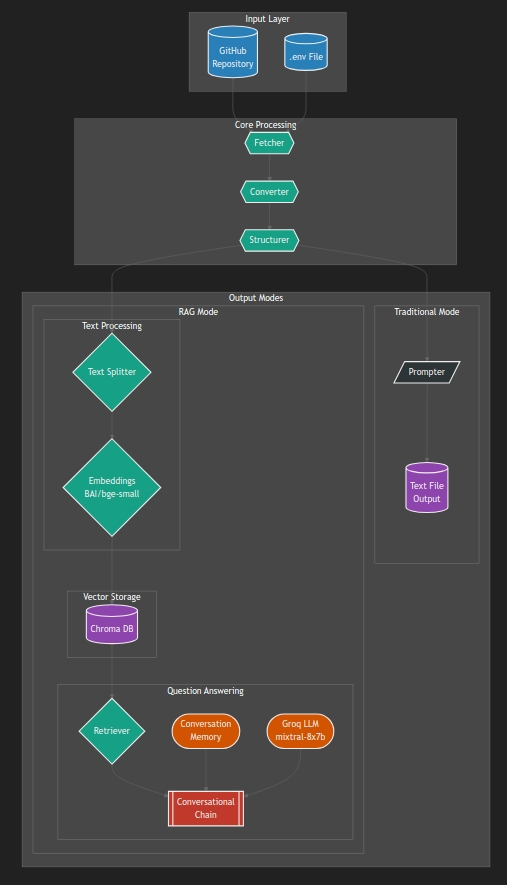 Input Layer
GitHub
Repository
.env File
Core Processing
Fetcher
Converter
Structurer
Output Modes
RAG Mode
Traditional Mode
Text Processing
Text Splitter
Prompter
Embeddings
BAI/bge-small
Text File
Output
Vector Storage
Chroma DB
Question Answering
Retriever
Conversation
Memory
Groq LLM
mixtral-8x7b
Conversational
Chain